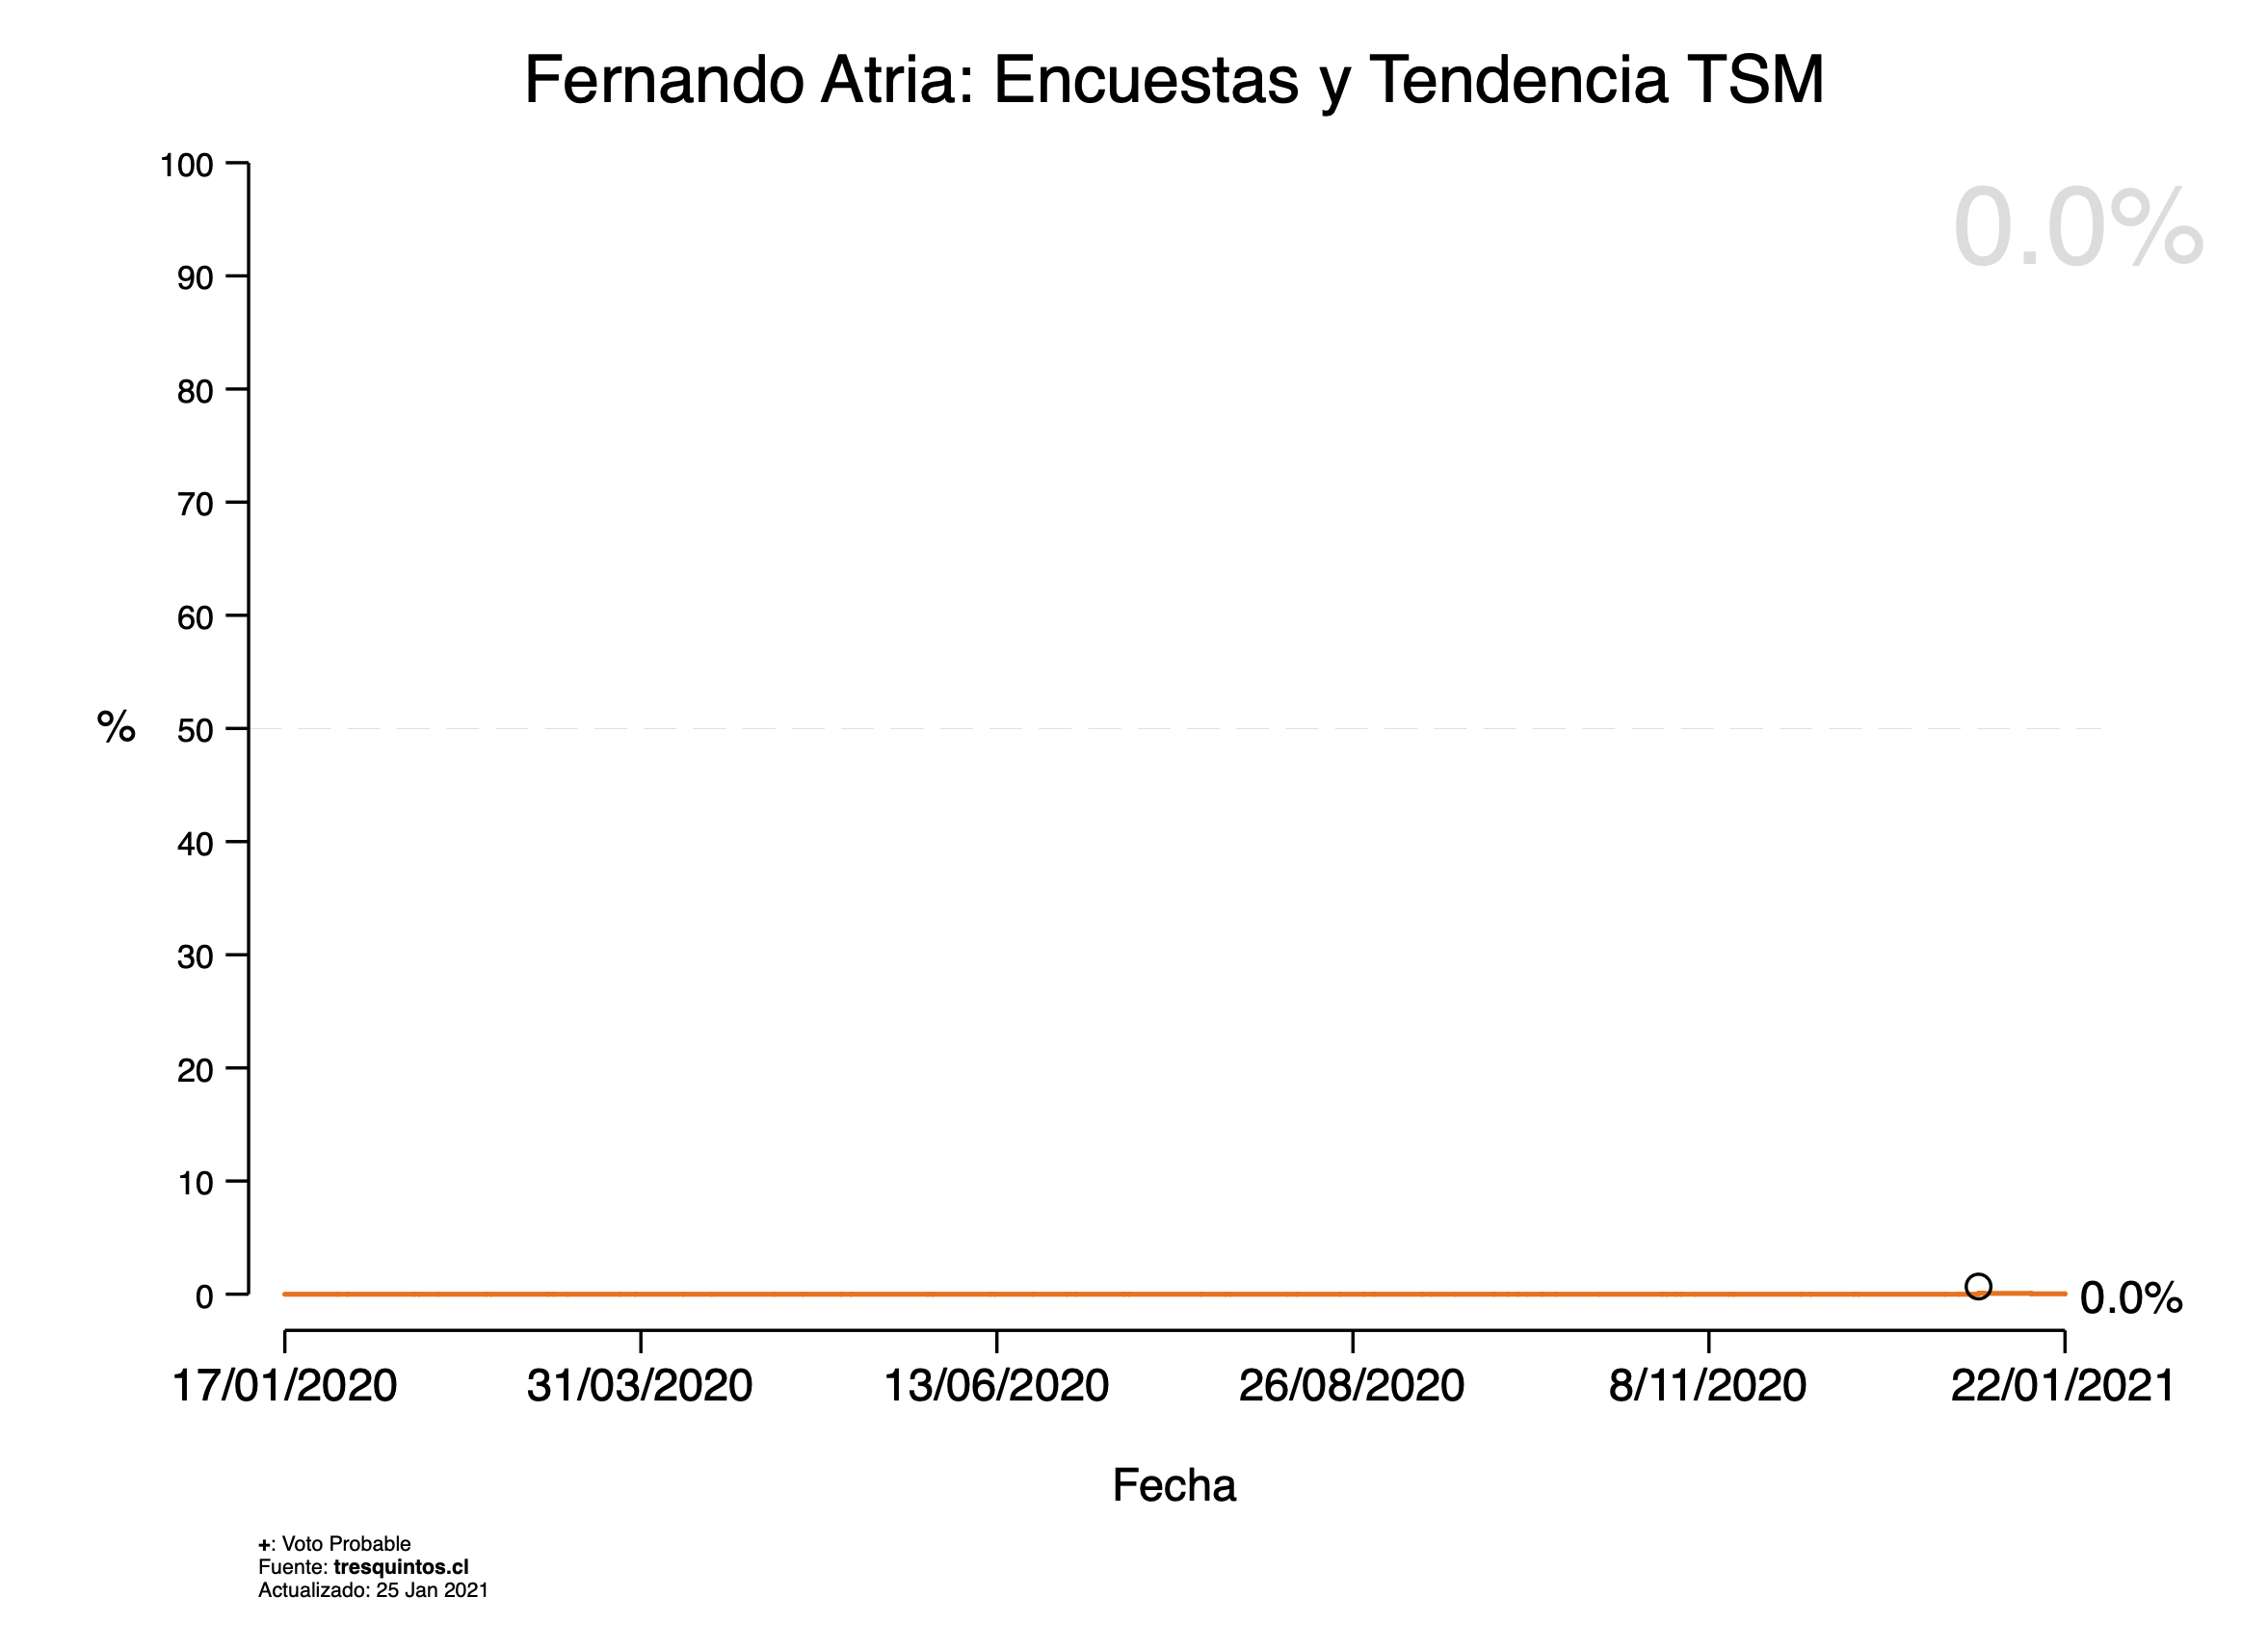 Fernando Atria: Encuestas y Tendencia TSM
100
0.0%
90
80
70
60
% 50
40
30
20
10
0
0.0%
17/01/2020 31/03/2020 13/06/2020 26/08/2020 8/11/2020 22/01/2021
Fecha
+: Voto Probable
Fuente: tresquintos.cl
Actualizado: 25 Jan 2021